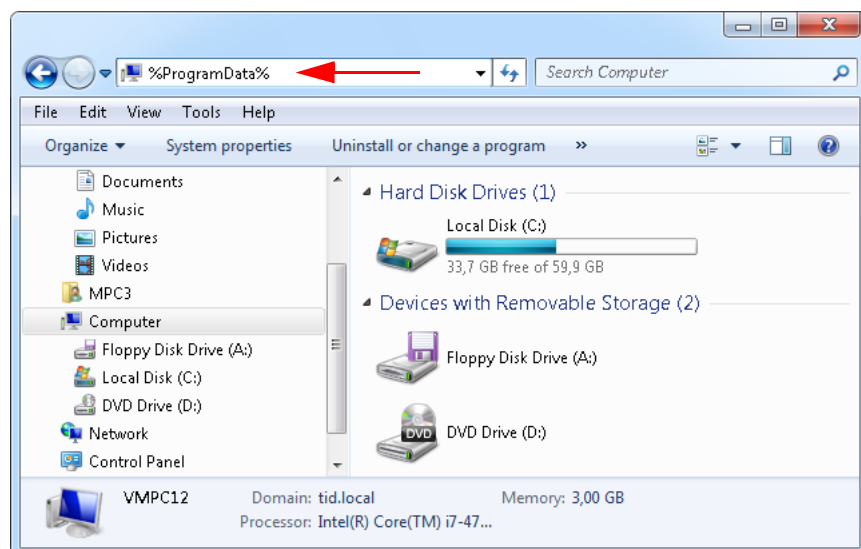 %ProgramData%
Search Computer
File Edit View Tools Help
Organize System properties Uninstall or change a program »
Documents
Music
Pictures
Videos
MPC3
Computer
Floppy Disk Drive (A:)
Local Disk (C:)
DVD Drive (D:)
Network
Control Panel
Hard Disk Drives (1)
Local Disk (C:)
33,7 GB free of 59,9 GB
Devices with Removable Storage (2)
Floppy Disk Drive (A:)
DVD
DVD Drive (D:)
VMPC12 Domain: tid.local Memory: 3,00 GB
Processor: Intel(R) Core(TM) i7-47...